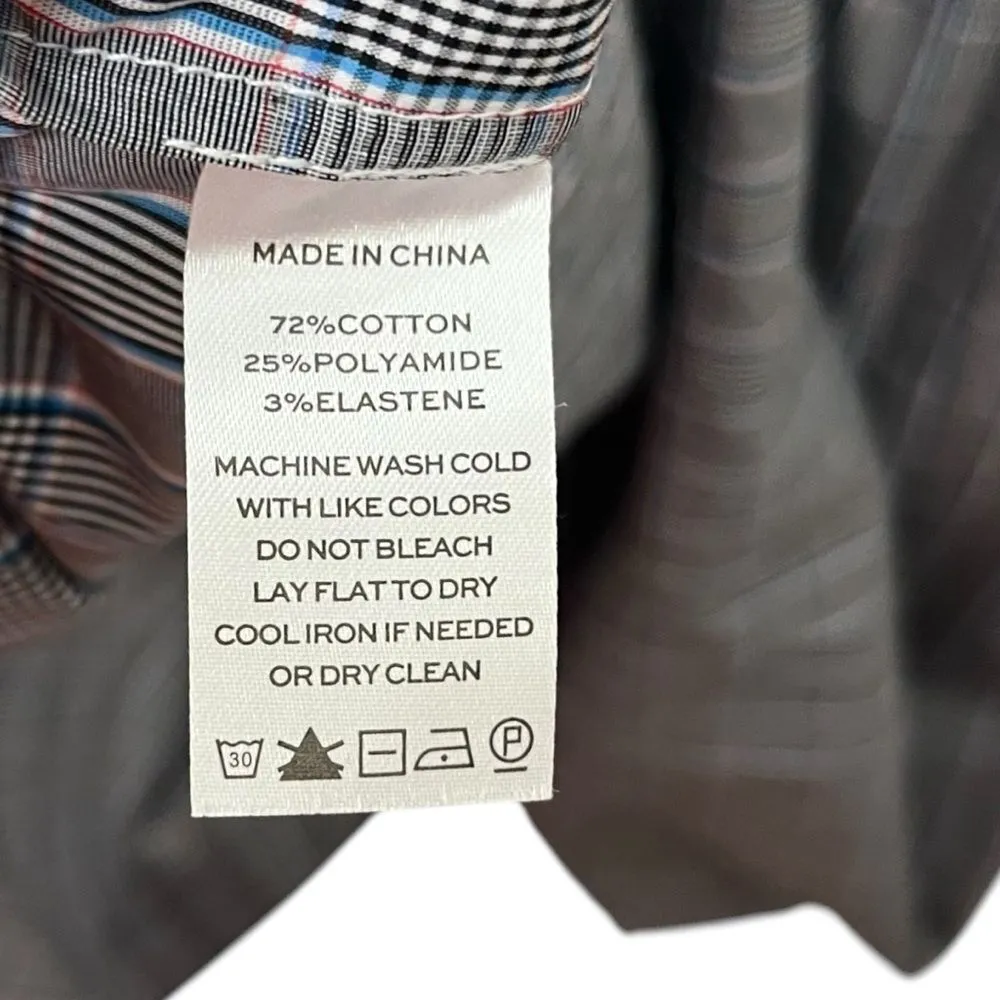 MADE IN CHINA
72%COTTON
25%POLYAMIDE
3%ELASTENE
MACHINE WASH COLD
WITH LIKE COLORS
DO NOT BLEACH
LAY FLAT TO DRY
COOL IRON IF NEEDED
OR DRY CLEAN
30 P